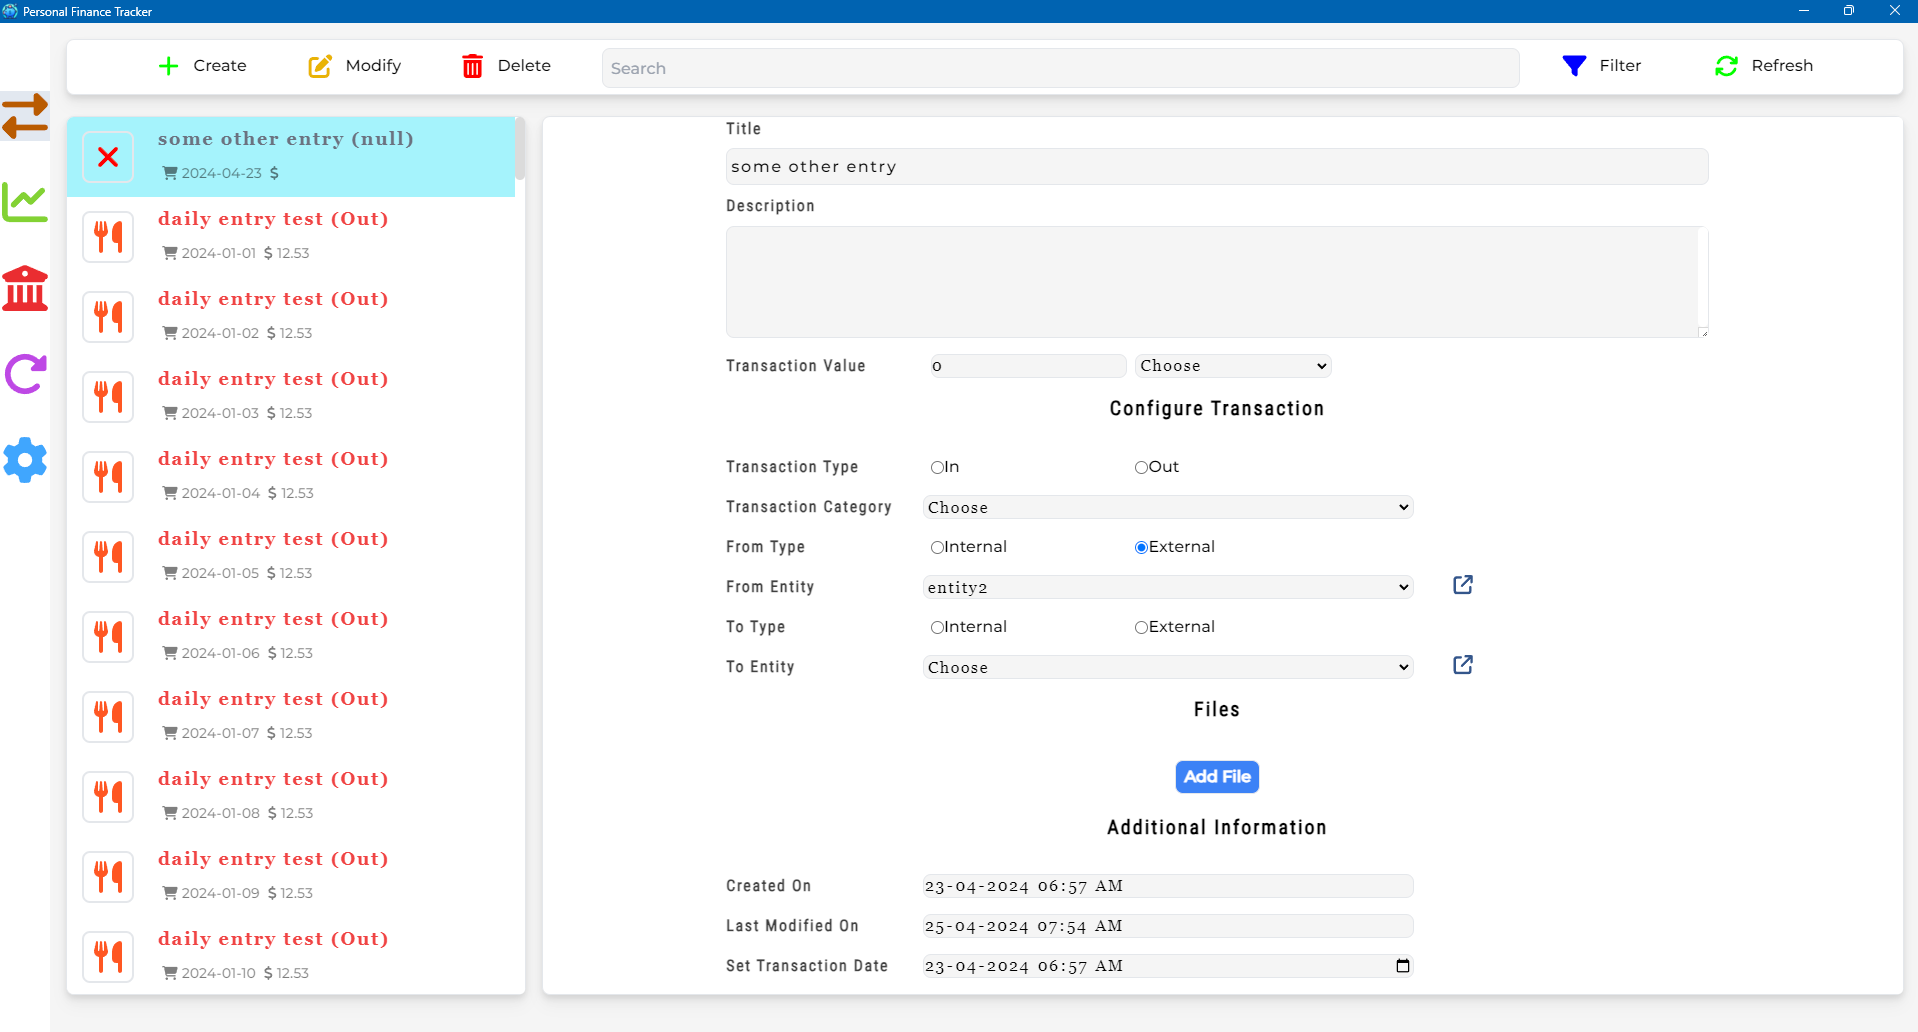 Personal Finance Tracker
Create Modify Delete Search Filter Refresh
some other entry (null)
2024-04-23 $
daily entry test (Out)
2024-01-01 $ 12.53
daily entry test (Out)
2024-01-02 $ 12.53
daily entry test (Out)
2024-01-03 $ 12.53
daily entry test (Out)
2024-01-04 $ 12.53
daily entry test (Out)
2024-01-05 $ 12.53
daily entry test (Out)
2024-01-06 $ 12.53
daily entry test (Out)
2024-01-07 $ 12.53
daily entry test (Out)
2024-01-08 $ 12.53
daily entry test (Out)
2024-01-09 $ 12.53
daily entry test (Out)
2024-01-10 $ 12.53
Title
some other entry
Description
Transaction Value 0 Choose
Configure Transaction
Transaction Type In Out
Transaction Category Choose
From Type Internal External
From Entity entity2
To Type Internal External
To Entity Choose
Files
Add File
Additional Information
Created On 23-04-2024 06:57 AM
Last Modified On 25-04-2024 07:54 AM
Set Transaction Date 23-04-2024 06:57 AM